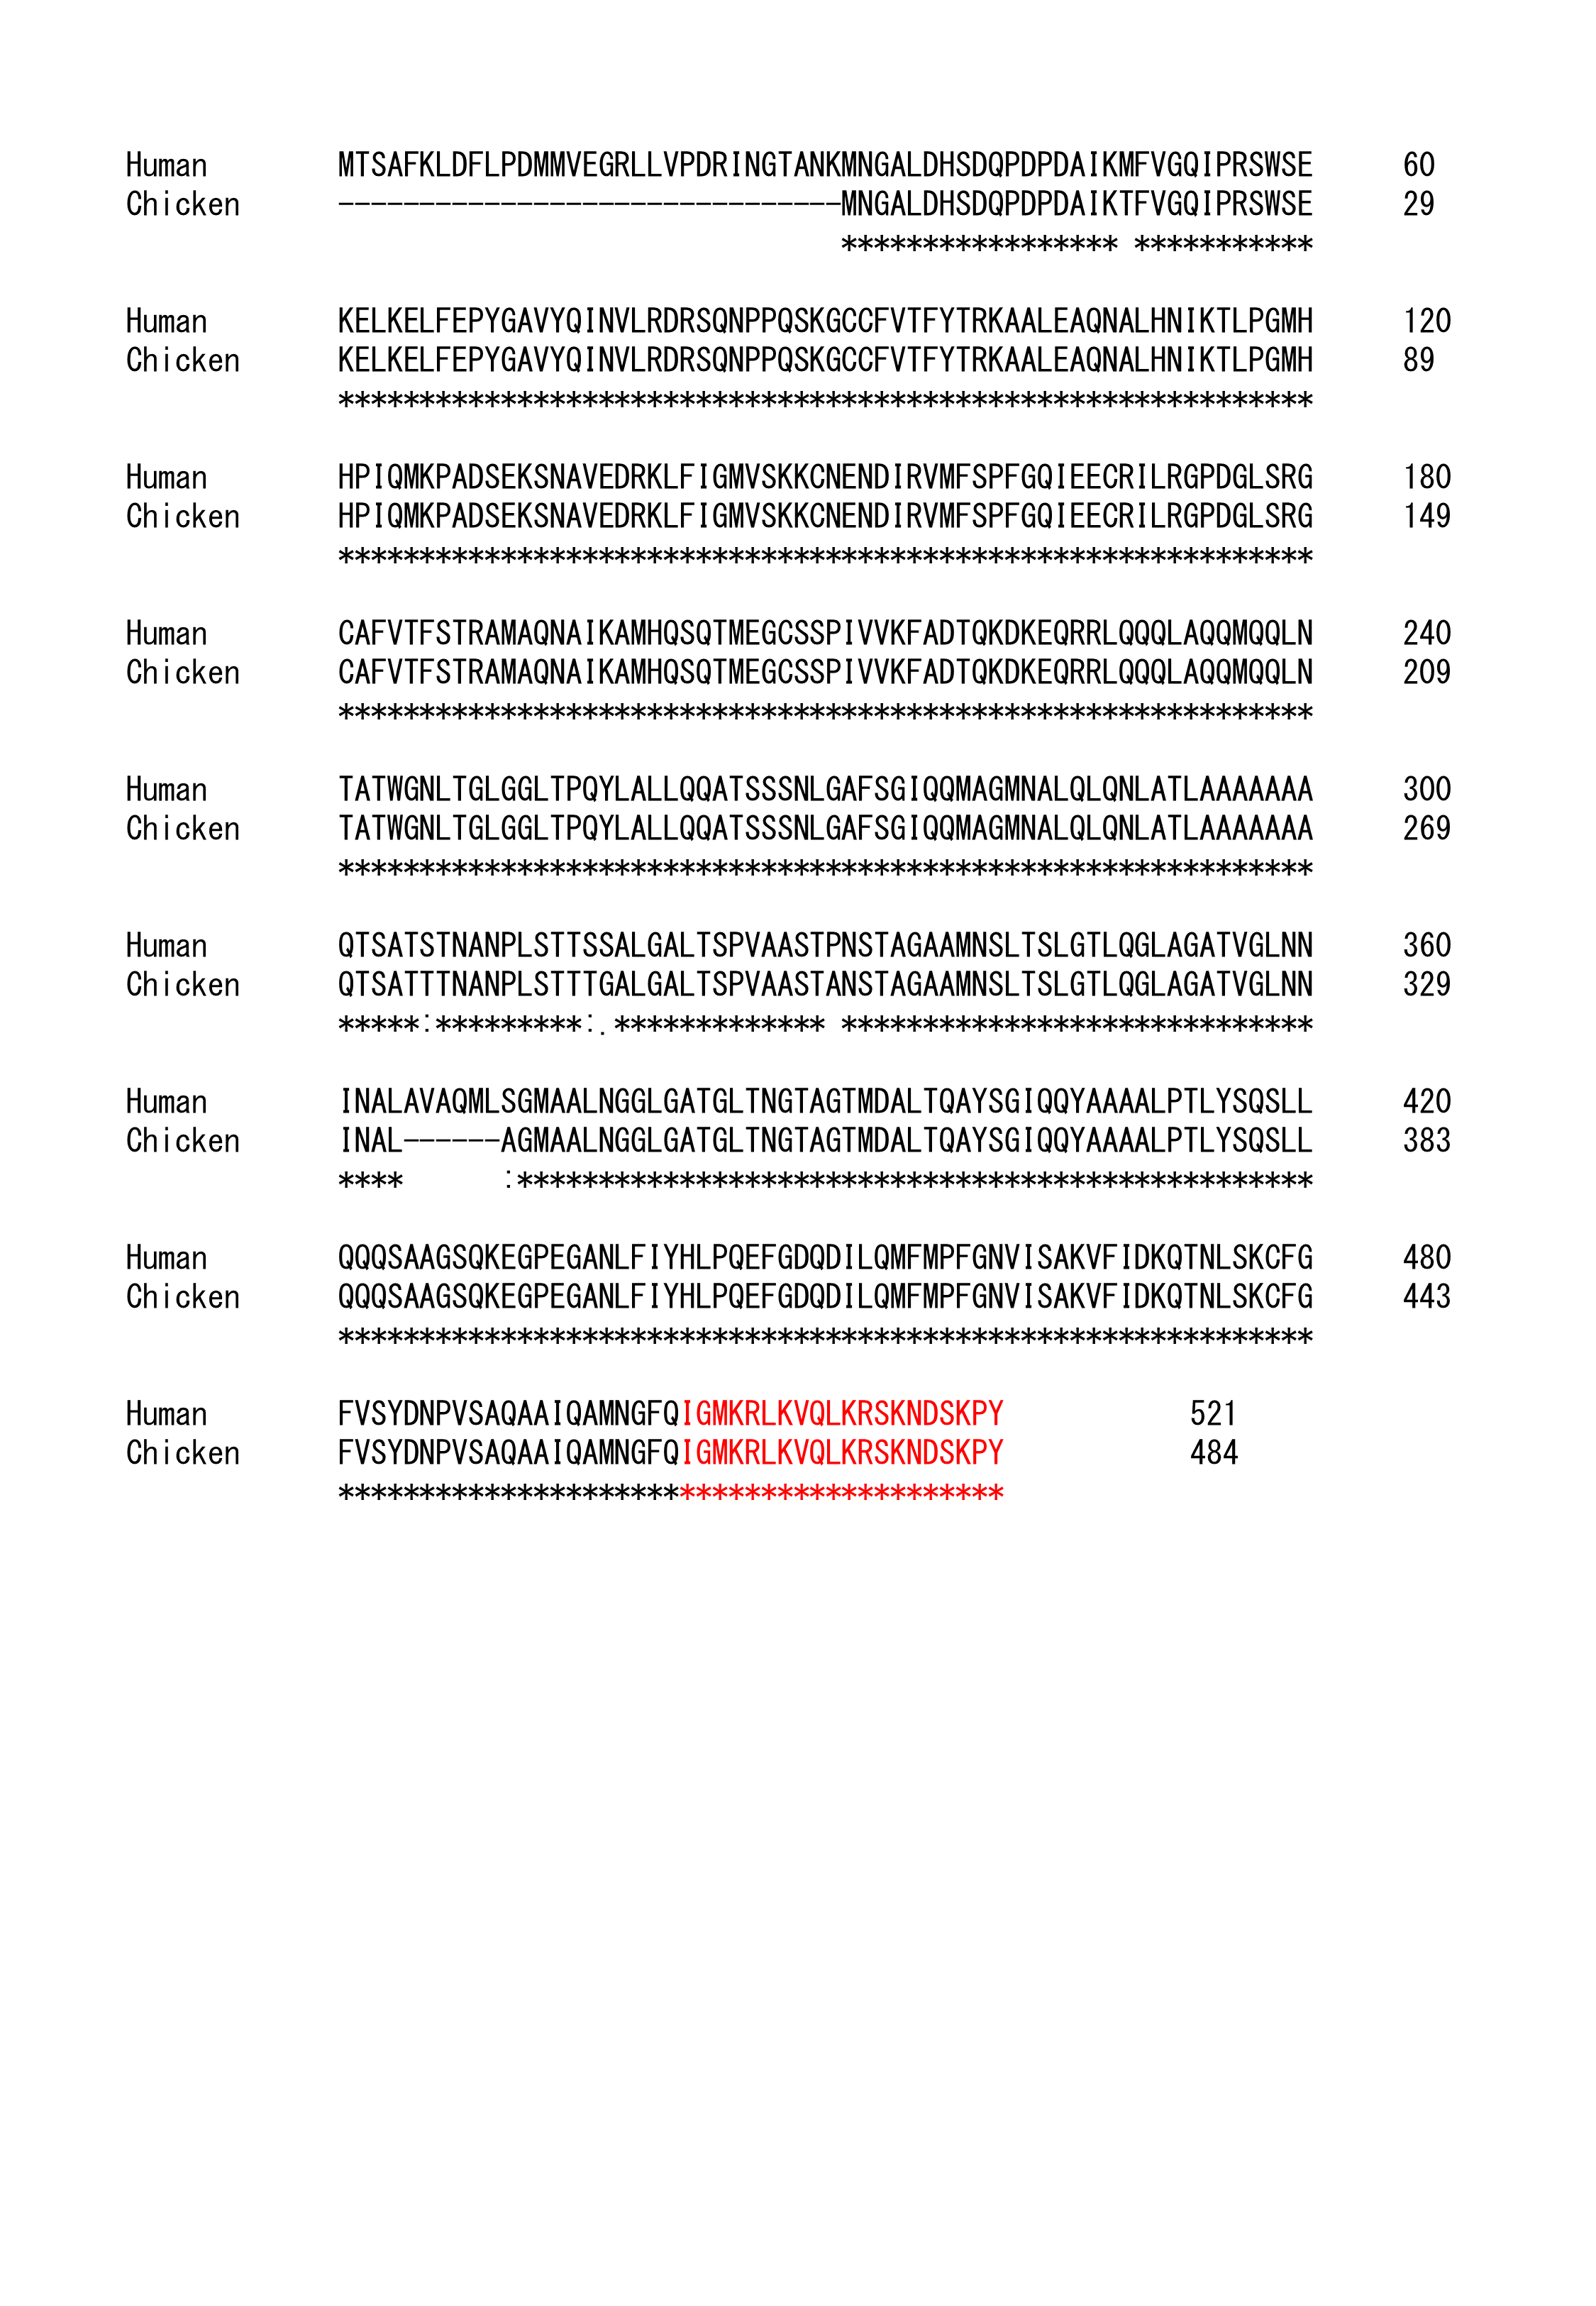 Human MTSAFKLDFLPDMMVEGRLLVPDRINGTANKMNGALDHSDQPDPDAIKMFVGQIPRSWSE 60
Chicken -------------------------------MNGALDHSDQPDPDAIKTFVGQIPRSWSE 29
***************** ***********
Human KELKELFEPYGAVYQINVLRDRSQNPPQSKGCCFVTFYTRKAALEAQNALHNIKTLPGMH 120
Chicken KELKELFEPYGAVYQINVLRDRSQNPPQSKGCCFVTFYTRKAALEAQNALHNIKTLPGMH 89
************************************************************
Human HPIQMKPADSEKSNAVEDRKLFIGMVSKKCNENDIRVMFSPFGQIEECRILRGPDGLSRG 180
Chicken HPIQMKPADSEKSNAVEDRKLFIGMVSKKCNENDIRVMFSPFGQIEECRILRGPDGLSRG 149
************************************************************
Human CAFVTFSTRAMAQNAIKAMHQSQTMEGCSSPIVVKFADTQKDKEQRRLQQQLAQQMQQLN 240
Chicken CAFVTFSTRAMAQNAIKAMHQSQTMEGCSSPIVVKFADTQKDKEQRRLQQQLAQQMQQLN 209
************************************************************
Human TATWGNLTGLGGLTPQYLALLQQATSSSNLGAFSGIQQMAGMNALQLQNLATLAAAAAAA 300
Chicken TATWGNLTGLGGLTPQYLALLQQATSSSNLGAFSGIQQMAGMNALQLQNLATLAAAAAAA 269
************************************************************
Human QTSATSTNANPLSTTSSALGALTSPVAASTPNSTAGAAMNSLTSLGTLQGLAGATVGLNN 360
Chicken QTSATTTNANPLSTTTGALGALTSPVAASTANSTAGAAMNSLTSLGTLQGLAGATVGLNN 329
*****:*********:.************* *****************************
Human INALAVAQMLSGMAALNGGLGATGLTNGTAGTMDALTQAYSGIQQYAAAALPTLYSQSLL 420
Chicken INAL------AGMAALNGGLGATGLTNGTAGTMDALTQAYSGIQQYAAAALPTLYSQSLL 383
**** :*************************************************
Human QQQSAAGSQKEGPEGANLFIYHLPQEFGDQDILQMFMPFGNVISAKVFIDKQTNLSKCFG 480
Chicken QQQSAAGSQKEGPEGANLFIYHLPQEFGDQDILQMFMPFGNVISAKVFIDKQTNLSKCFG 443
************************************************************
Human FVSYDNPVSAQAAIQAMNGFQIGMKRLKVQLKRSKNDSKPY 521
Chicken FVSYDNPVSAQAAIQAMNGFQIGMKRLKVQLKRSKNDSKPY 484
*****************************************